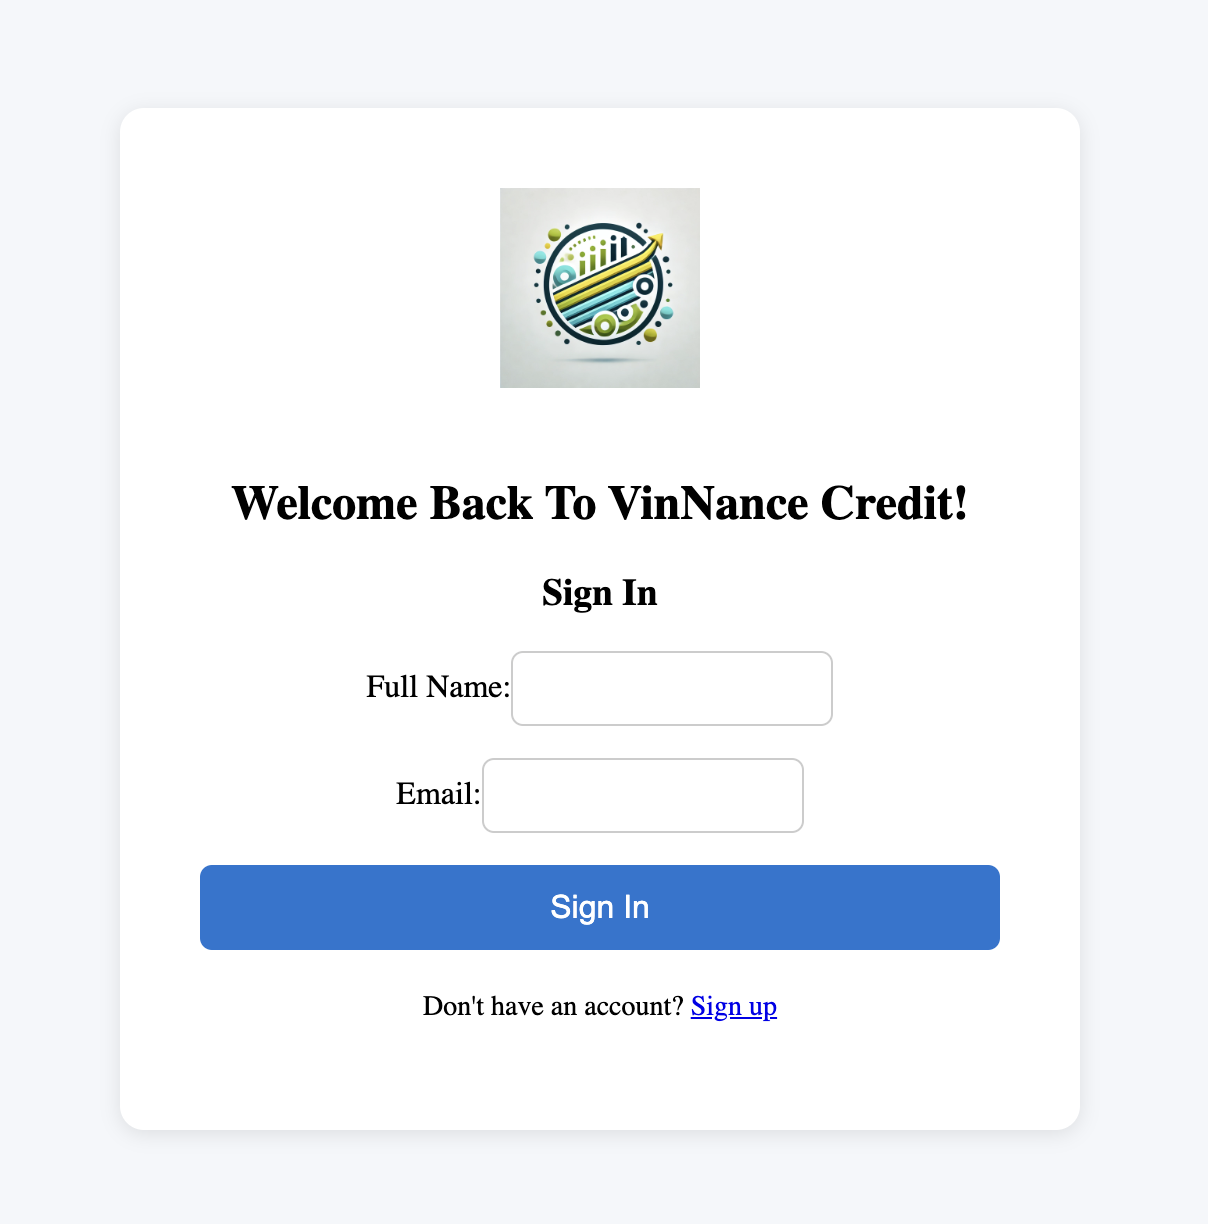 Welcome Back To VinNance Credit!
Sign In
Full Name:
Email:
Sign In
Don't have an account? Sign up